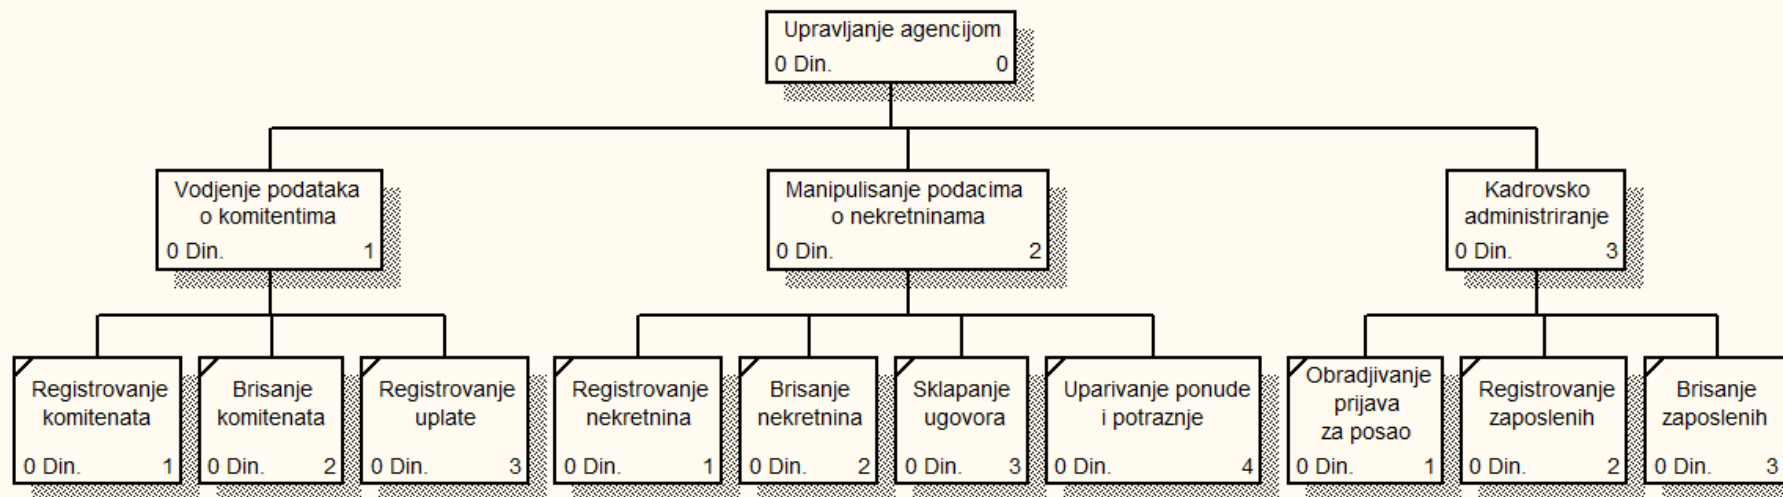 Upravljanje agencijom
0 Din. 0
Vodjenje podataka
o komitentima
0 Din. 1
Manipulisanje podacima
o nekretninama
0 Din. 2
Kadrovsko
administriranje
0 Din. 3
Registrovanje
komitenata
0 Din. 1
Brisanje
komitenata
0 Din. 2
Registrovanje
uplate
0 Din. 3
Registrovanje
nekretnina
0 Din. 1
Brisanje
nekretnina
0 Din. 2
Sklapanje
ugovora
0 Din. 3
Uparivanje ponude
i potraznje
0 Din. 4
Obradjivanje
prijava
za posao
0 Din. 1
Registrovanje
zaposlenih
0 Din. 2
Brisanje
zaposlenih
0 Din. 3